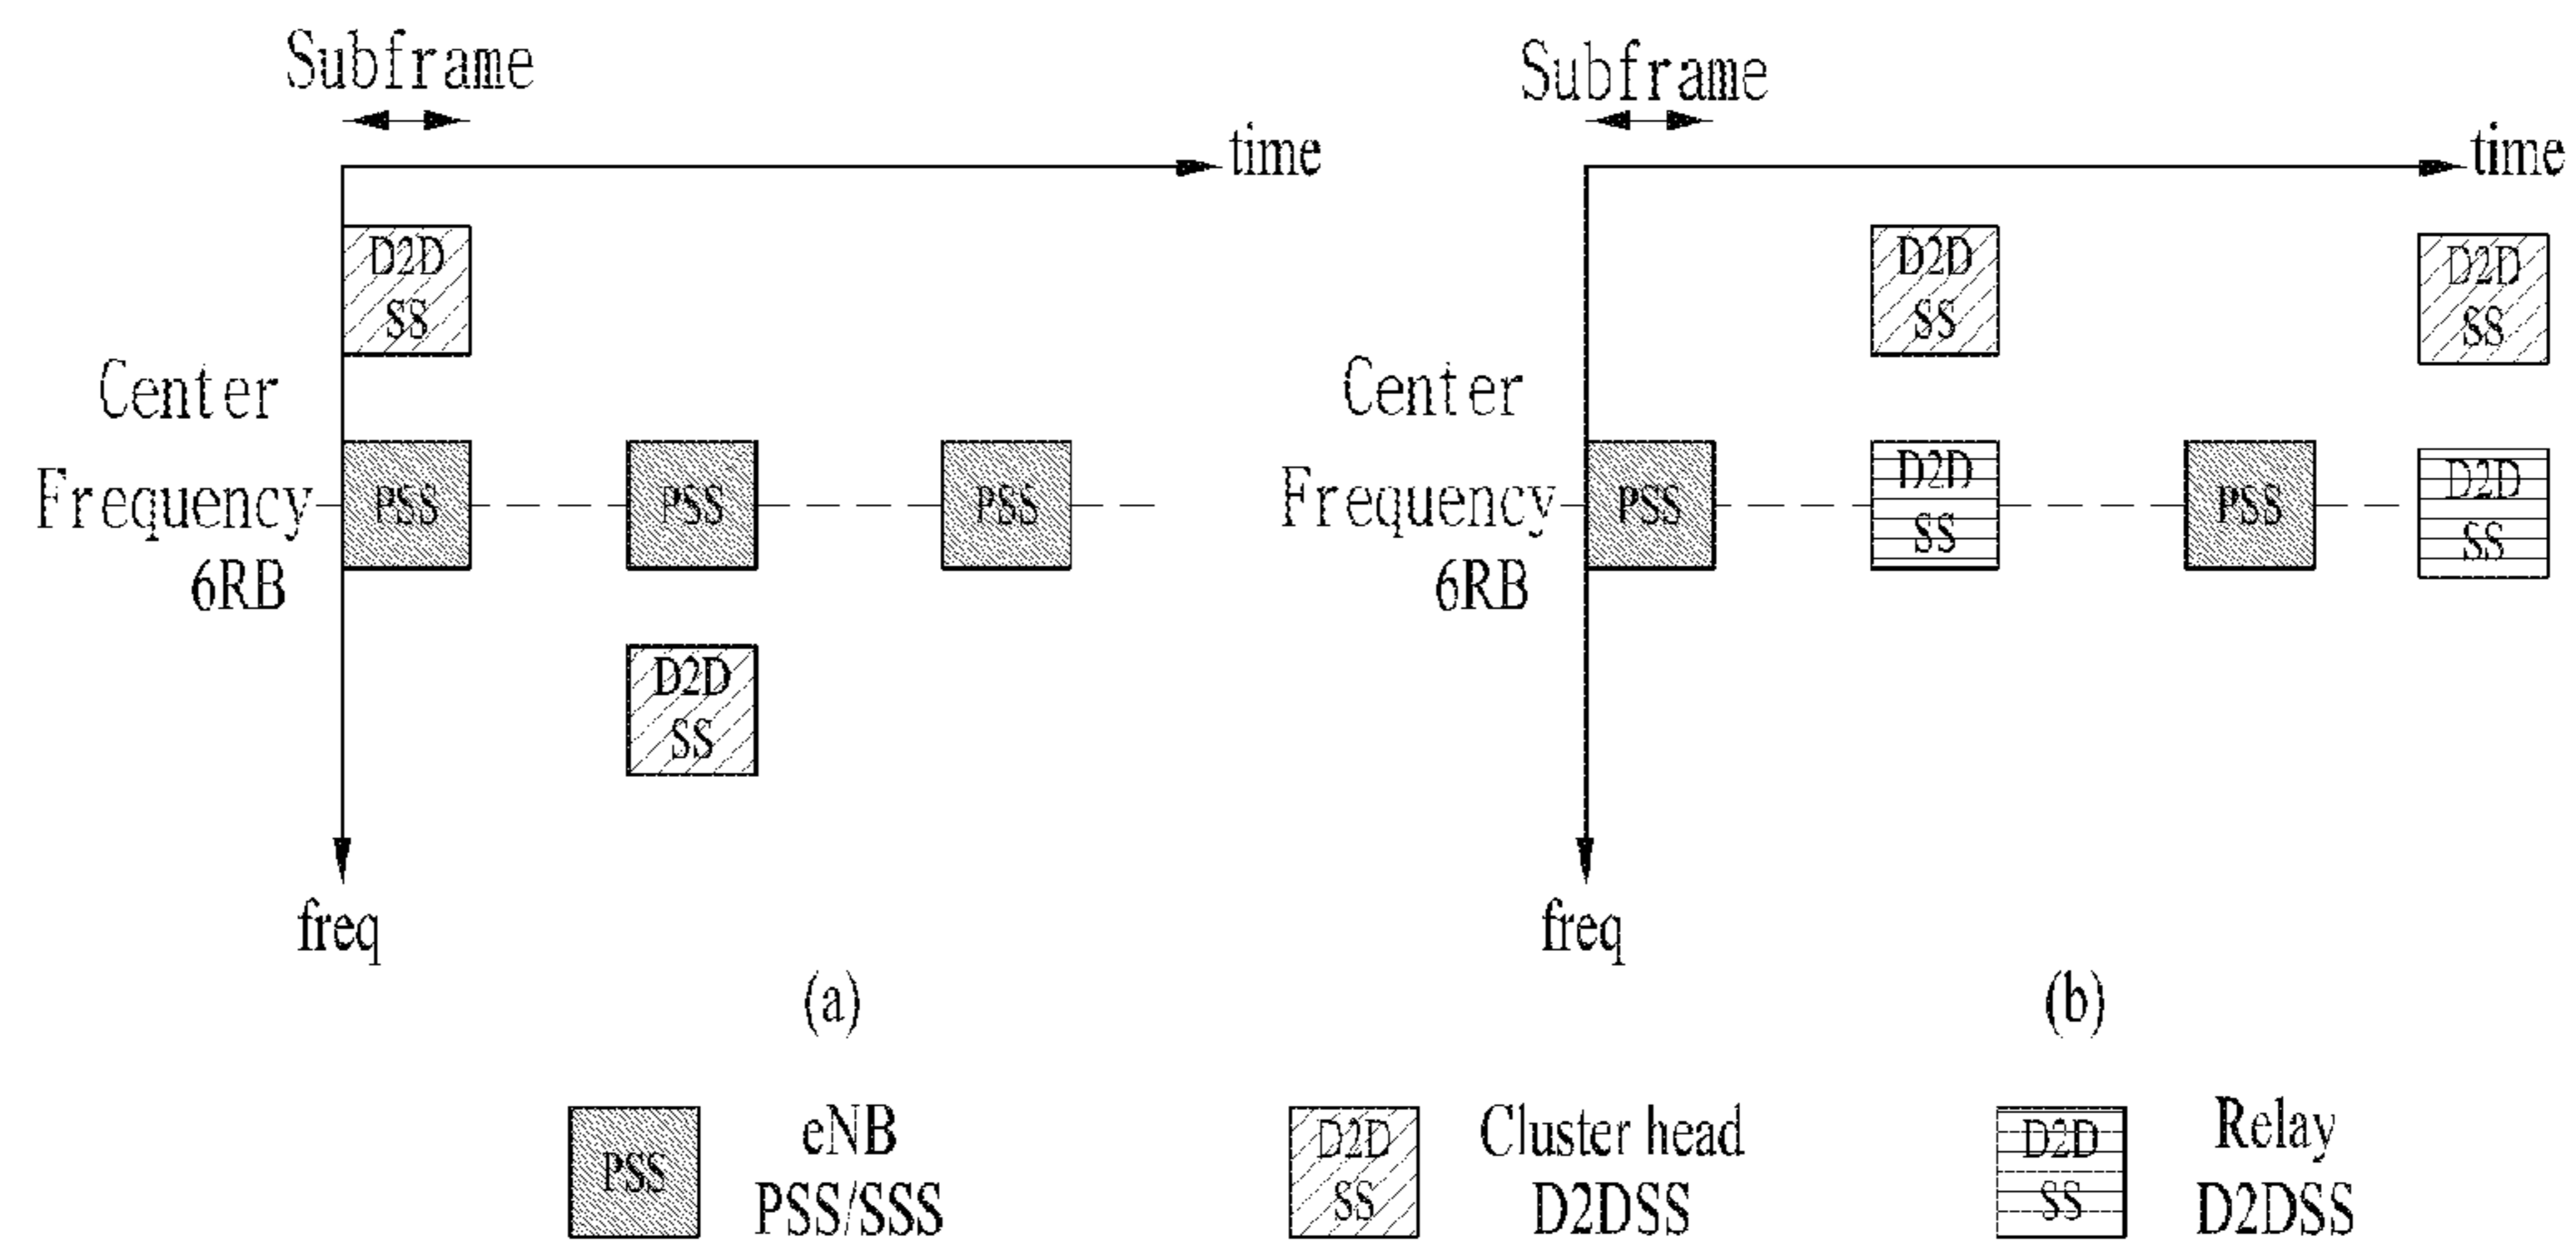 Subframe
time
D2D
SS
Center
Frequency
6RB
PSS
PSS
PSS
D2D
SS
freq
(a)
Subframe
time
D2D
SS
D2D
SS
Center
Frequency
6RB
PSS
D2D
SS
PSS
D2D
SS
freq
(b)
PSS
eNB
PSS/SSS
D2D
SS
Cluster head
D2DSS
D2D
SS
Relay
D2DSS